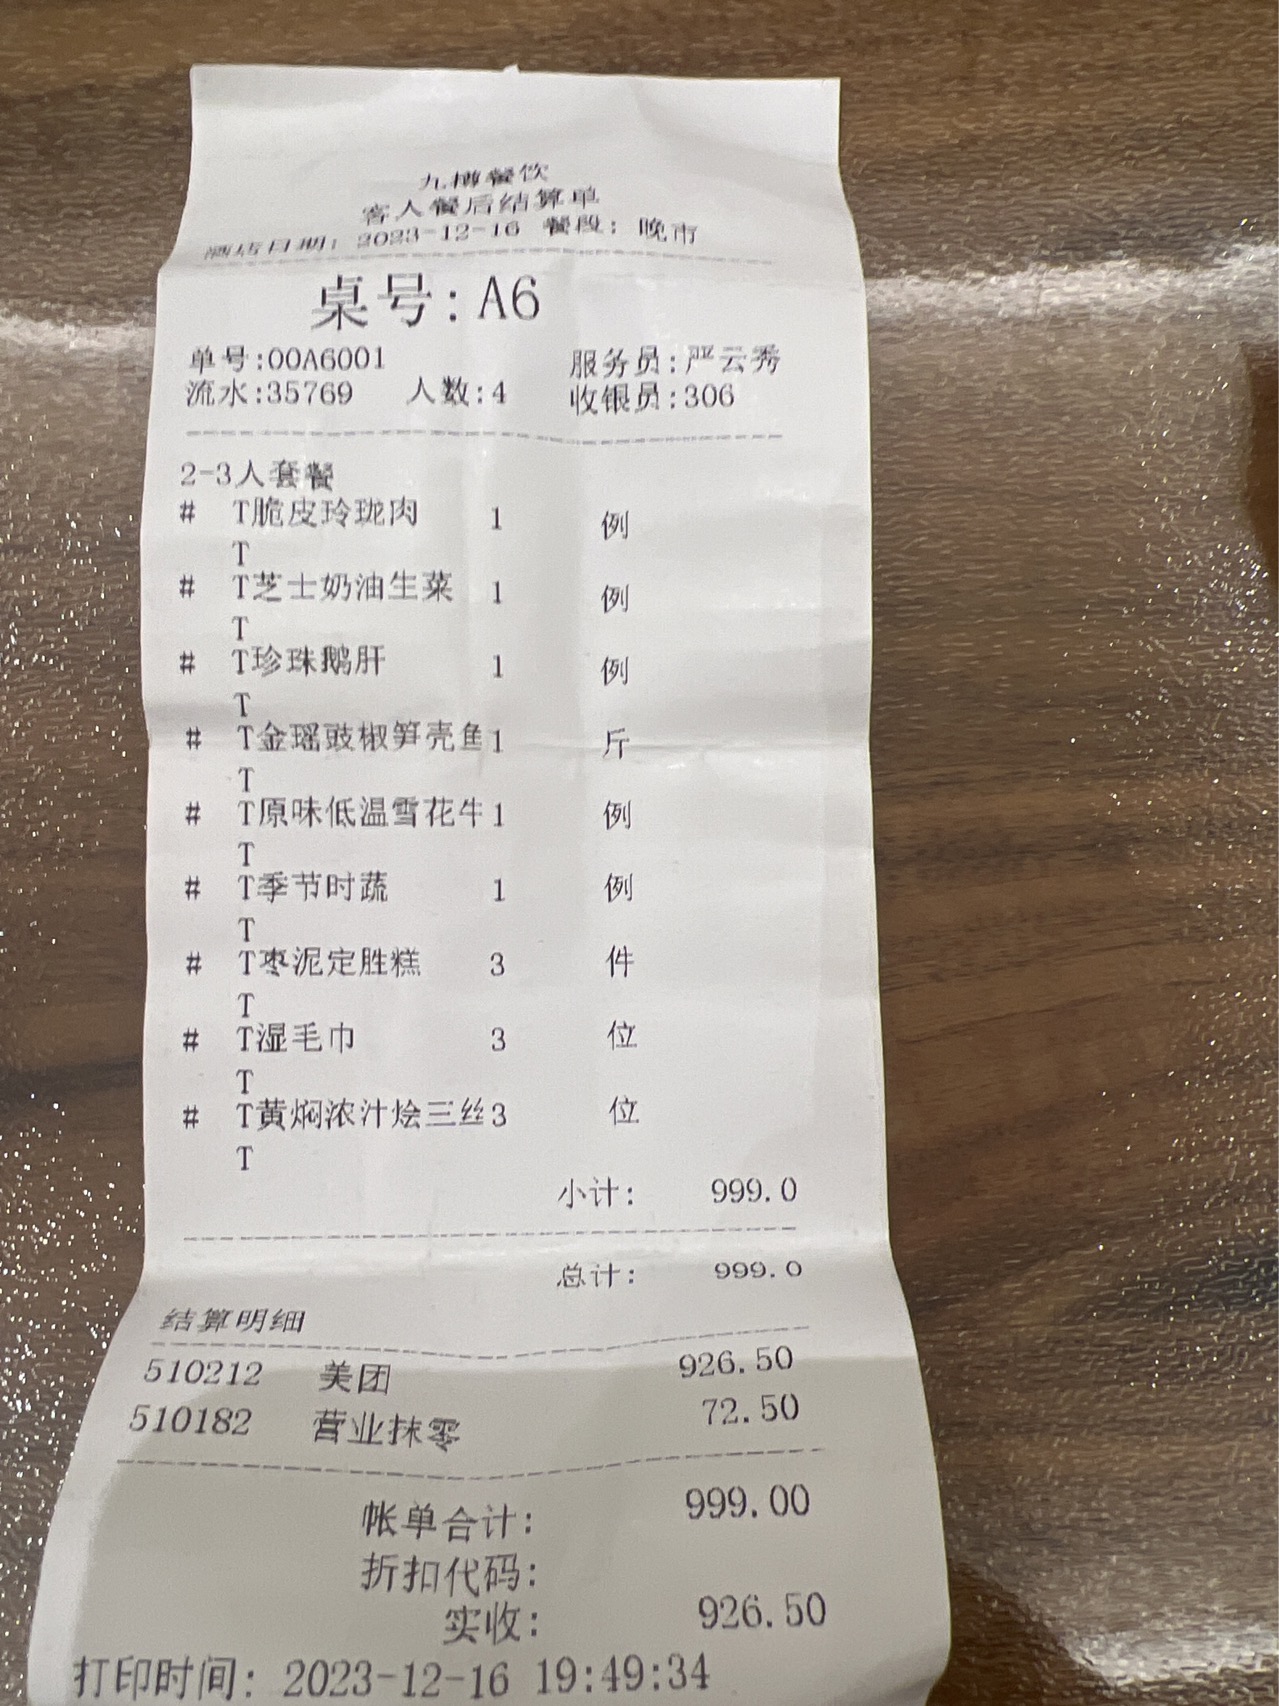 九樽餐饮
客人餐后结算单
酒店日期: 2023-12-16 餐段: 晚市
桌号:A6
单号:00A6001 服务员:严云秀
流水:35769 人数:4 收银员:306
2-3人套餐
# T脆皮玲珑肉 1 例
T
# T芝士奶油生菜 1 例
T
# T珍珠鹅肝 1 例
T
# T金瑶豉椒笋壳鱼1 斤
T
# T原味低温雪花牛1 例
T
# T季节时蔬 1 例
T
# T枣泥定胜糕 3 件
T
# T湿毛巾 3 位
T
# T黄焖浓汁烩三丝3 位
T
小计: 999.0
总计: 999.0
结算明细
510212 美团 926.50
510182 营业抹零 72.50
帐单合计: 999.00
折扣代码:
实收: 926.50
打印时间: 2023-12-16 19:49:34